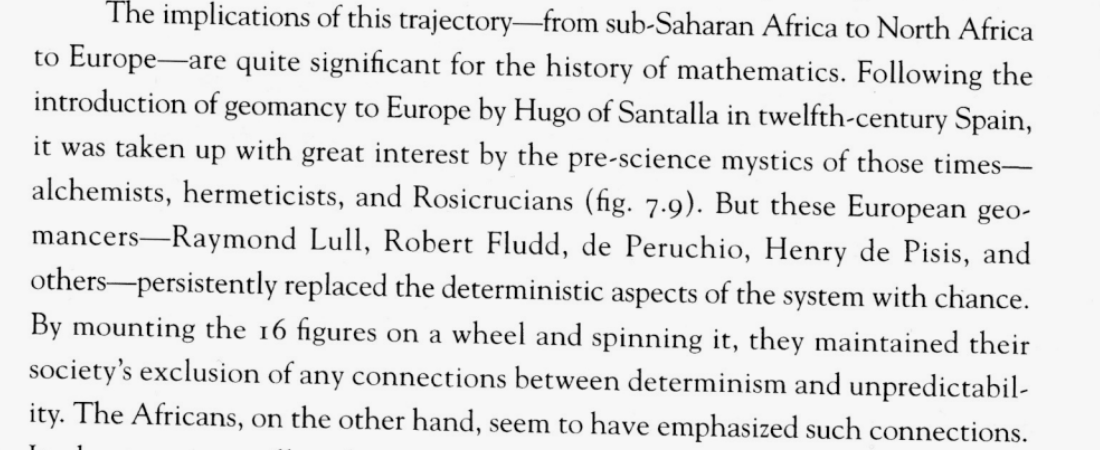 The implications of this trajectory—from sub-Saharan Africa to North Africa
to Europe—are quite significant for the history of mathematics. Following the
introduction of geomancy to Europe by Hugo of Santalla in twelfth-century Spain,
it was taken up with great interest by the pre-science mystics of those times—
alchemists, hermeticists, and Rosicrucians (fig. 7.9). But these European geo-
mancers—Raymond Lull, Robert Fludd, de Peruchio, Henry de Pisis, and
others—persistently replaced the deterministic aspects of the system with chance.
By mounting the 16 figures on a wheel and spinning it, they maintained their
society's exclusion of any connections between determinism and unpredictabil-
ity. The Africans, on the other hand, seem to have emphasized such connections.